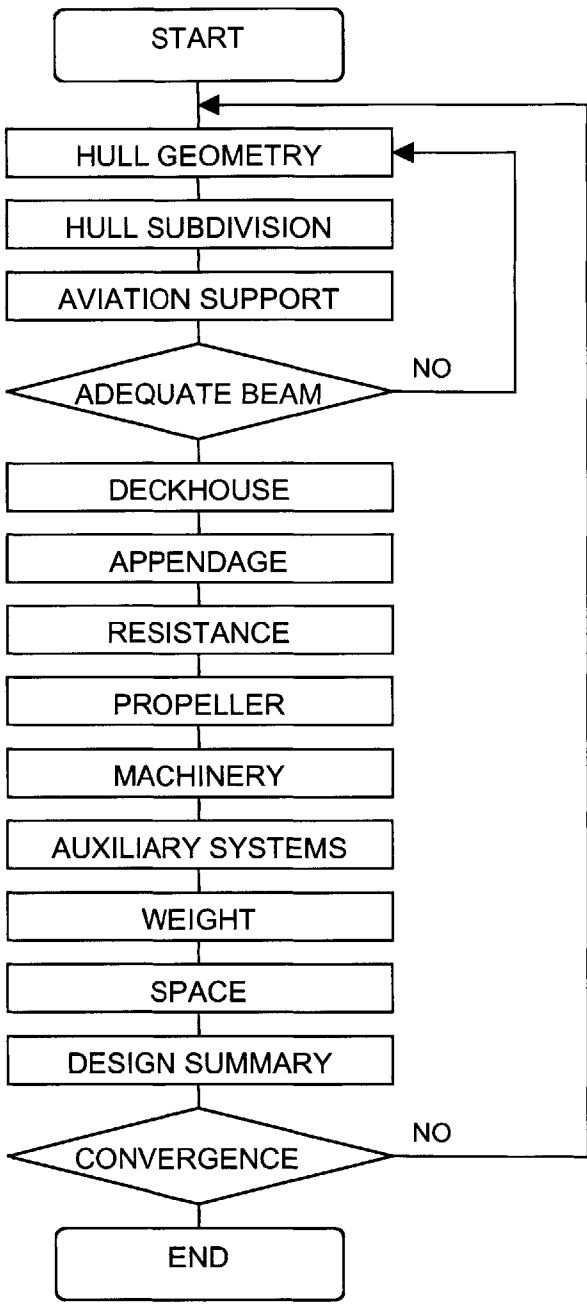 START
HULL GEOMETRY
HULL SUBDIVISION
AVIATION SUPPORT
ADEQUATE BEAM
NO
DECKHOUSE
APPENDAGE
RESISTANCE
PROPELLER
MACHINERY
AUXILIARY SYSTEMS
WEIGHT
SPACE
DESIGN SUMMARY
CONVERGENCE
NO
END